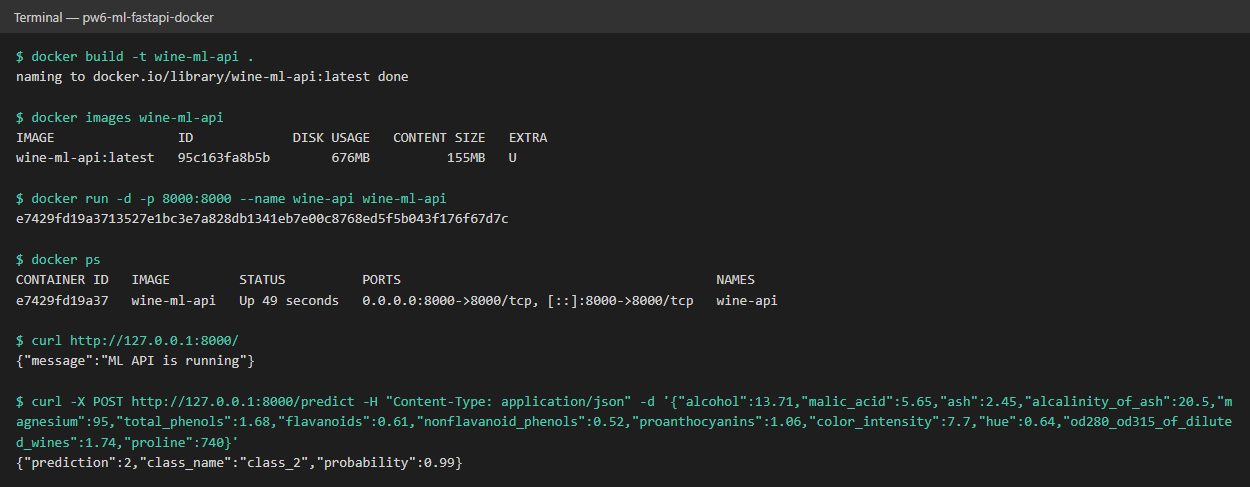 Terminal — pw6-ml-fastapi-docker
$ docker build -t wine-ml-api .
naming to docker.io/library/wine-ml-api:latest done
$ docker images wine-ml-api
IMAGE                ID             DISK USAGE   CONTENT SIZE   EXTRA
wine-ml-api:latest   95c163fa8b5b        676MB          155MB   U
$ docker run -d -p 8000:8000 --name wine-api wine-ml-api
e7429fd19a3713527e1bc3e7a828db1341eb7e00c8768ed5f5b043f176f67d7c
$ docker ps
CONTAINER ID   IMAGE         STATUS          PORTS                                         NAMES
e7429fd19a37   wine-ml-api   Up 49 seconds   0.0.0.0:8000->8000/tcp, [::]:8000->8000/tcp   wine-api
$ curl http://127.0.0.1:8000/
{"message":"ML API is running"}
$ curl -X POST http://127.0.0.1:8000/predict -H "Content-Type: application/json" -d '{"alcohol":13.71,"malic_acid":5.65,"ash":2.45,"alcalinity_of_ash":20.5,"m
agnesium":95,"total_phenols":1.68,"flavanoids":0.61,"nonflavanoid_phenols":0.52,"proanthocyanins":1.06,"color_intensity":7.7,"hue":0.64,"od280_od315_of_dilute
d_wines":1.74,"proline":740}'
{"prediction":2,"class_name":"class_2","probability":0.99}